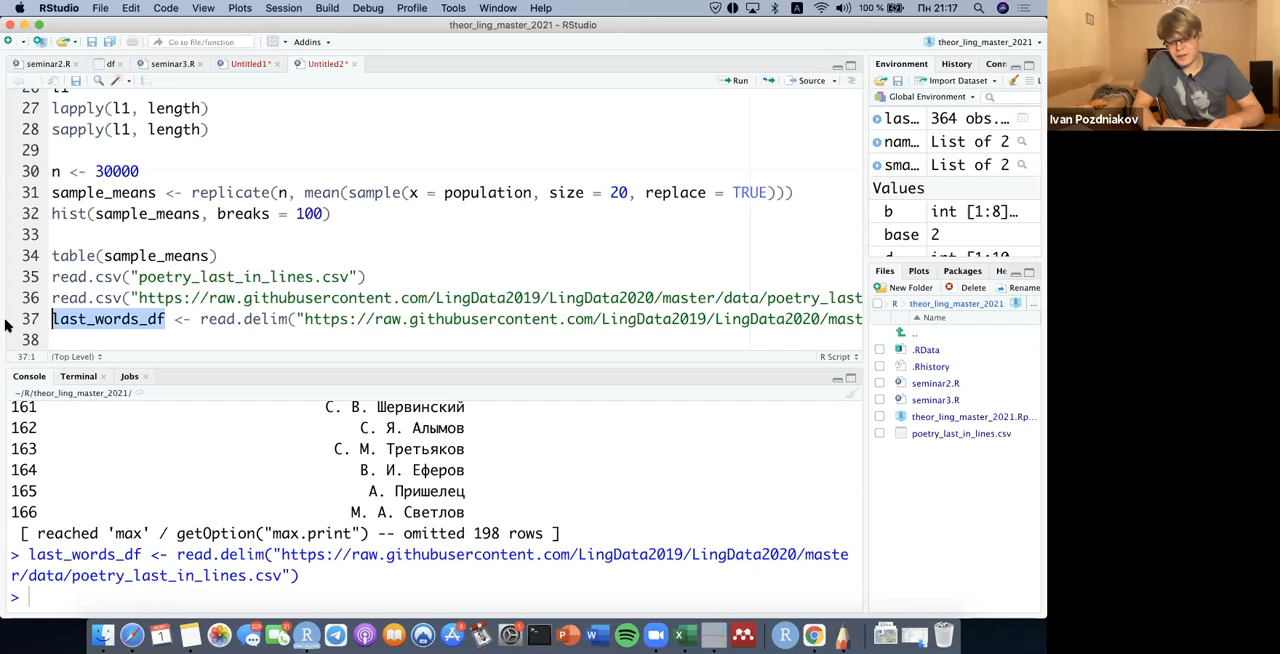 RStudio File Edit Code View Plots Session Build Debug Profile Tools Window Help 100 % A Пн 21:17
theor_ling_master_2021 - RStudio
Go to file/function Addins theor_ling_master_2021
seminar2.R df seminar3.R Untitled1* Untitled2*
Run Source
27 lapply(l1, length)
28 sapply(l1, length)
29
30 n <- 30000
31 sample_means <- replicate(n, mean(sample(x = population, size = 20, replace = TRUE)))
32 hist(sample_means, breaks = 100)
33
34 table(sample_means)
35 read.csv("poetry_last_in_lines.csv")
36 read.csv("https://raw.githubusercontent.com/LingData2019/LingData2020/master/data/poetry_last
37 last_words_df <- read.delim("https://raw.githubusercontent.com/LingData2019/LingData2020/mast
38
37:1 (Top Level) R Script
Console Terminal Jobs
~/R/theor_ling_master_2021/
161 С. В. Шервинский
162 С. Я. Алымов
163 С. М. Третьяков
164 В. И. Еферов
165 А. Пришелец
166 М. А. Светлов
[ reached 'max' / getOption("max.print") -- omitted 198 rows ]
> last_words_df <- read.delim("https://raw.githubusercontent.com/LingData2019/LingData2020/maste
r/data/poetry_last_in_lines.csv")
>
Environment History Conn
Import Dataset L
Global Environment
las... 364 obs...
nam... List of 2
sma... List of 2
Values
b int [1:8]...
base 2
Files Plots Packages He
New Folder Delete Rename
R theor_ling_master_2021 ...
Name
..
.RData
.Rhistory
seminar2.R
seminar3.R
theor_ling_master_2021.Rp...
poetry_last_in_lines.csv
Ivan Pozdniakov